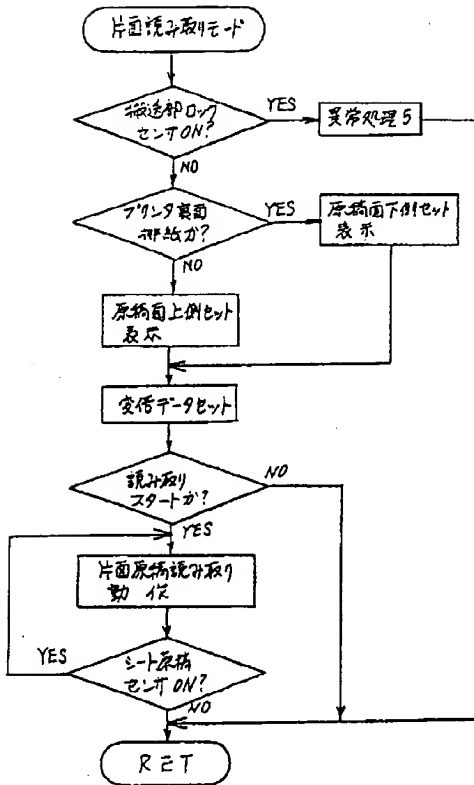 片面読み取りモード
搬送部ロック
センサON?
YES
異常処理5
NO
プリンタ裏面
排紙か?
YES
原稿面下側セット
表示
NO
原稿面上側セット
表示
変倍データセット
読み取り
スタートか?
NO
YES
片面原稿読み取り
動作
YES
シート原稿
センサON?
NO
RET